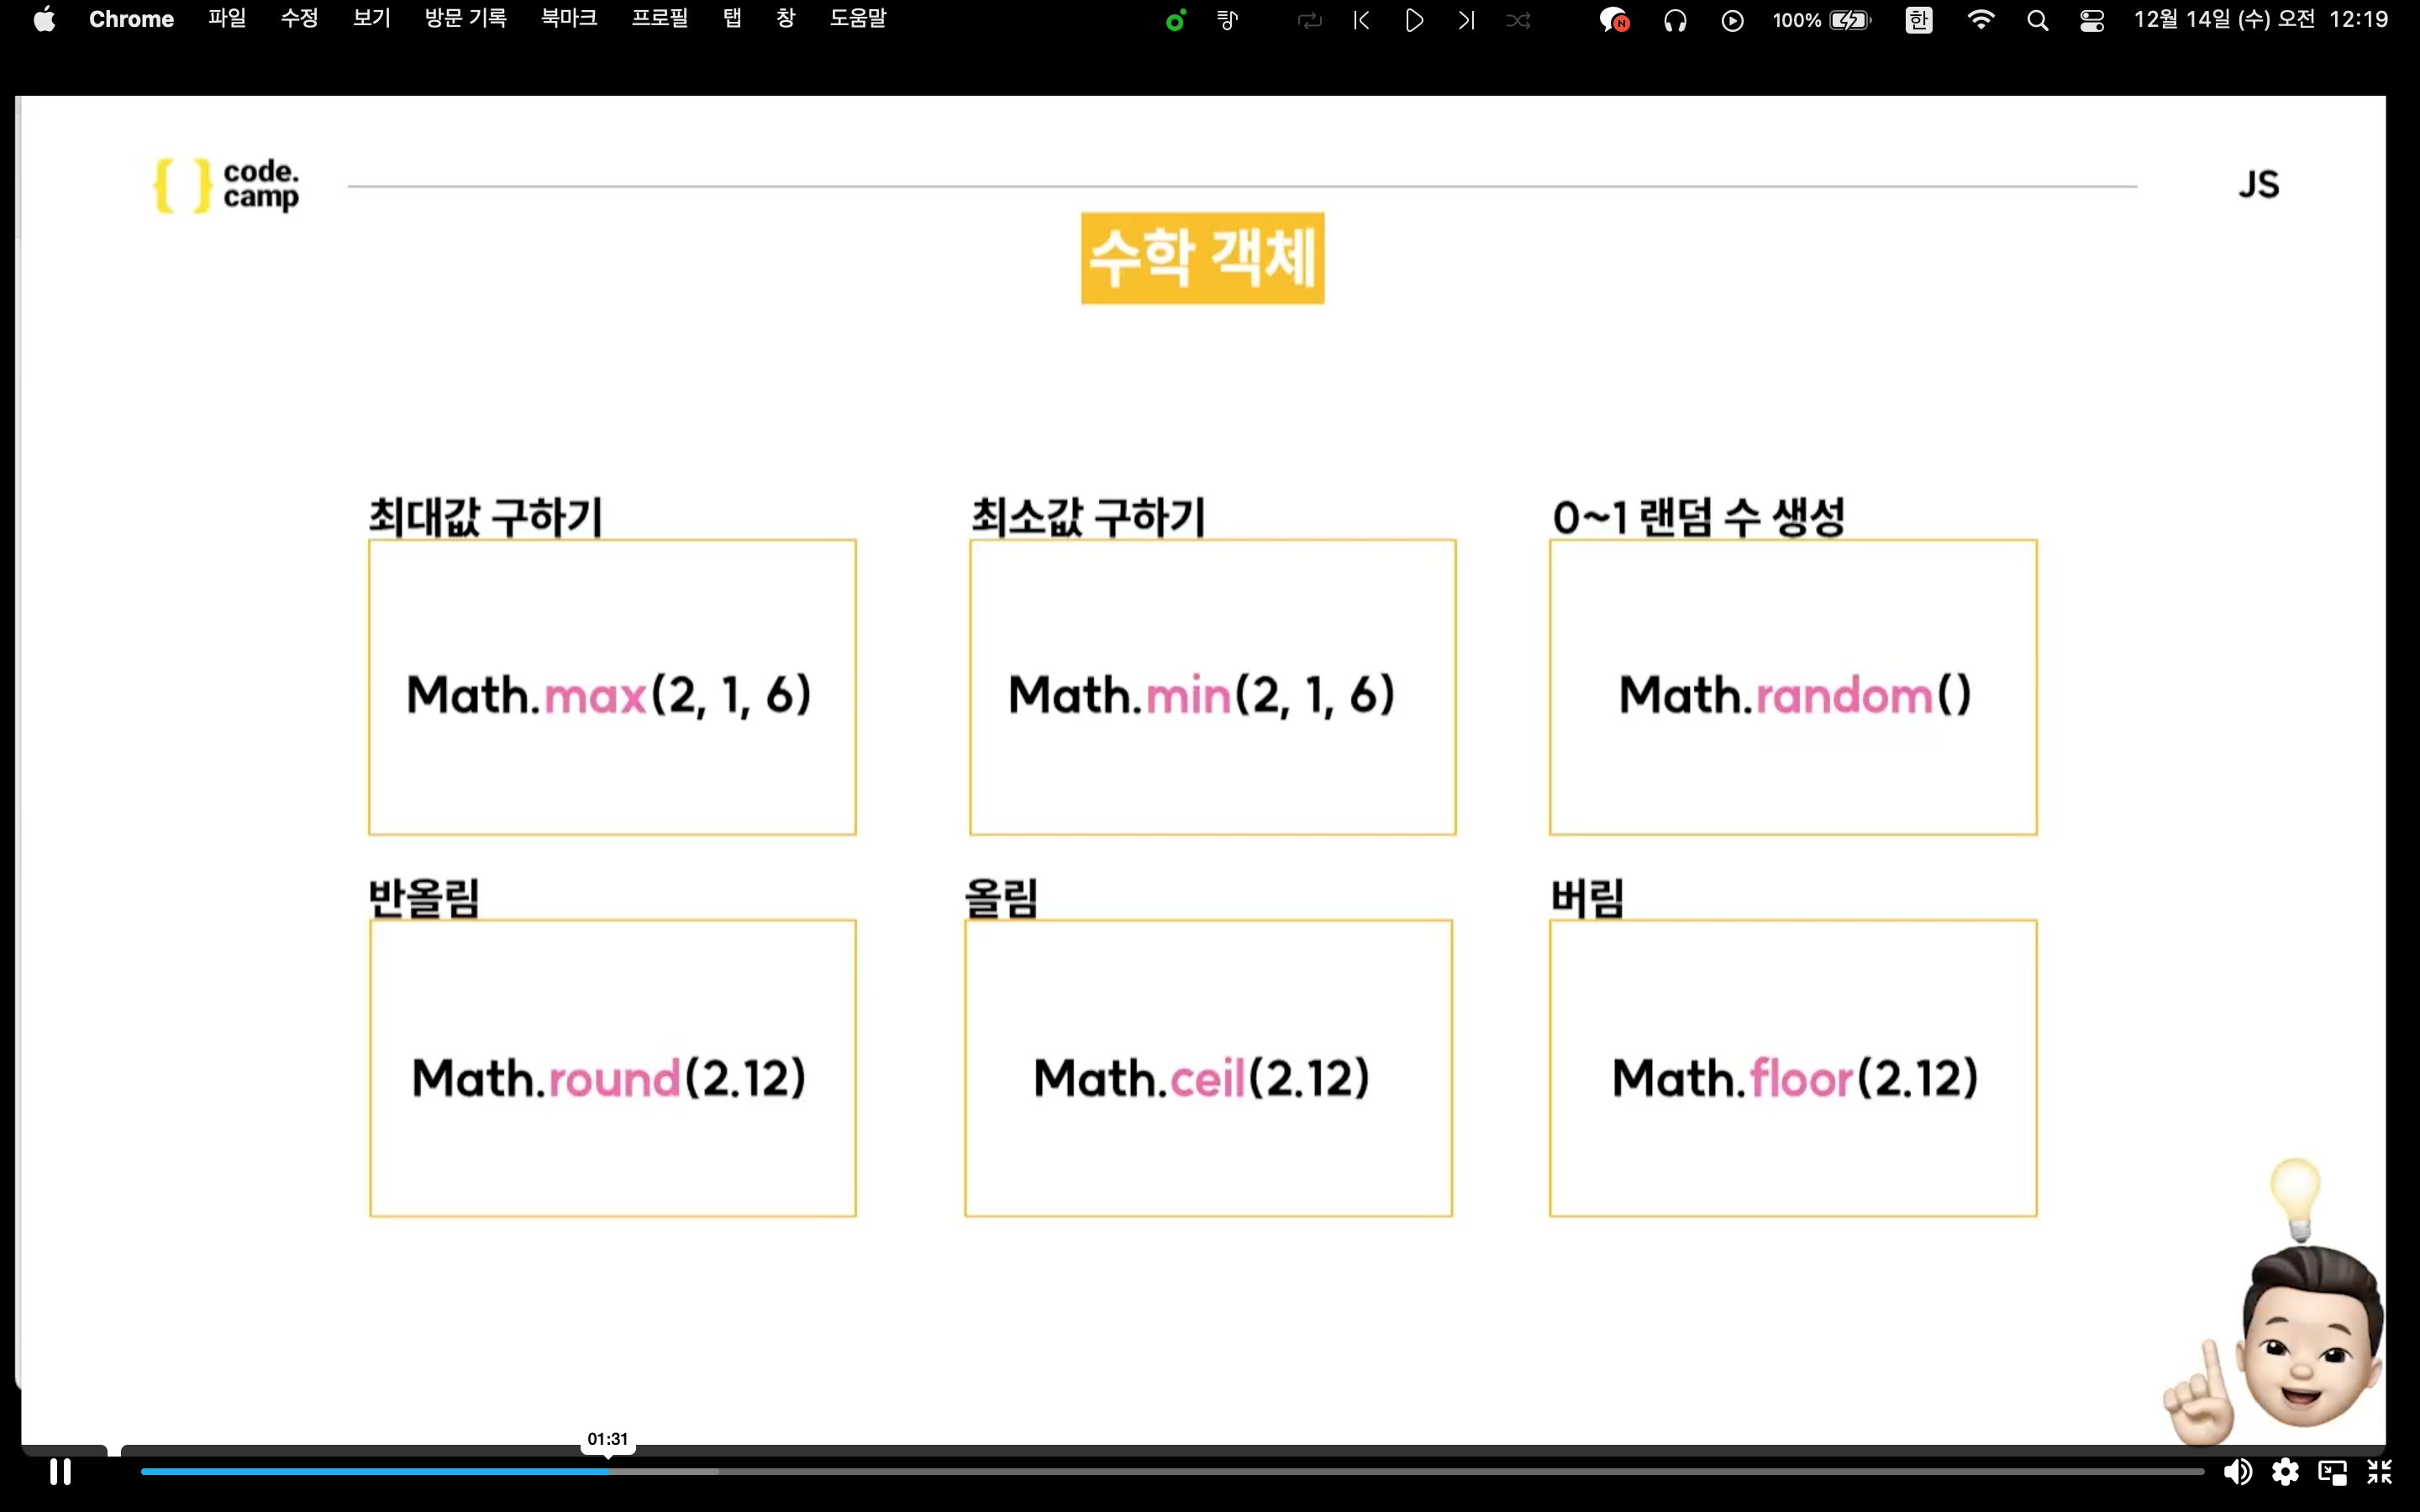 Chrome 파일 수정 보기 방문 기록 북마크 프로필 탭 창 도움말 100% 한 12월 14일 (수) 오전 12:19
{ } code.
camp
JS
수학 객체
최대값 구하기
Math.max(2, 1, 6)
최소값 구하기
Math.min(2, 1, 6)
0~1 랜덤 수 생성
Math.random()
반올림
Math.round(2.12)
올림
Math.ceil(2.12)
버림
Math.floor(2.12)
01:31